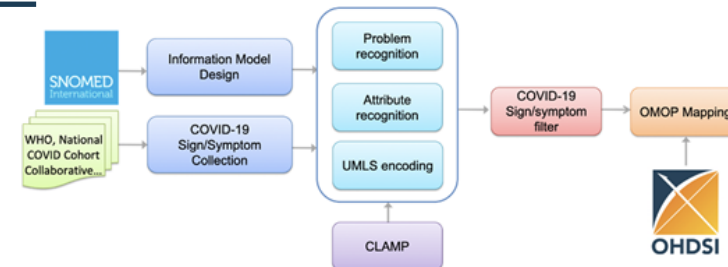 SNOMED
International
Information Model
Design
WHO, National
COVID Cohort
Collaborative...
COVID-19
Sign/Symptom
Collection
Problem
recognition
Attribute
recognition
UMLS encoding
CLAMP
COVID-19
Sign/symptom
filter
OMOP Mapping
OHDSI